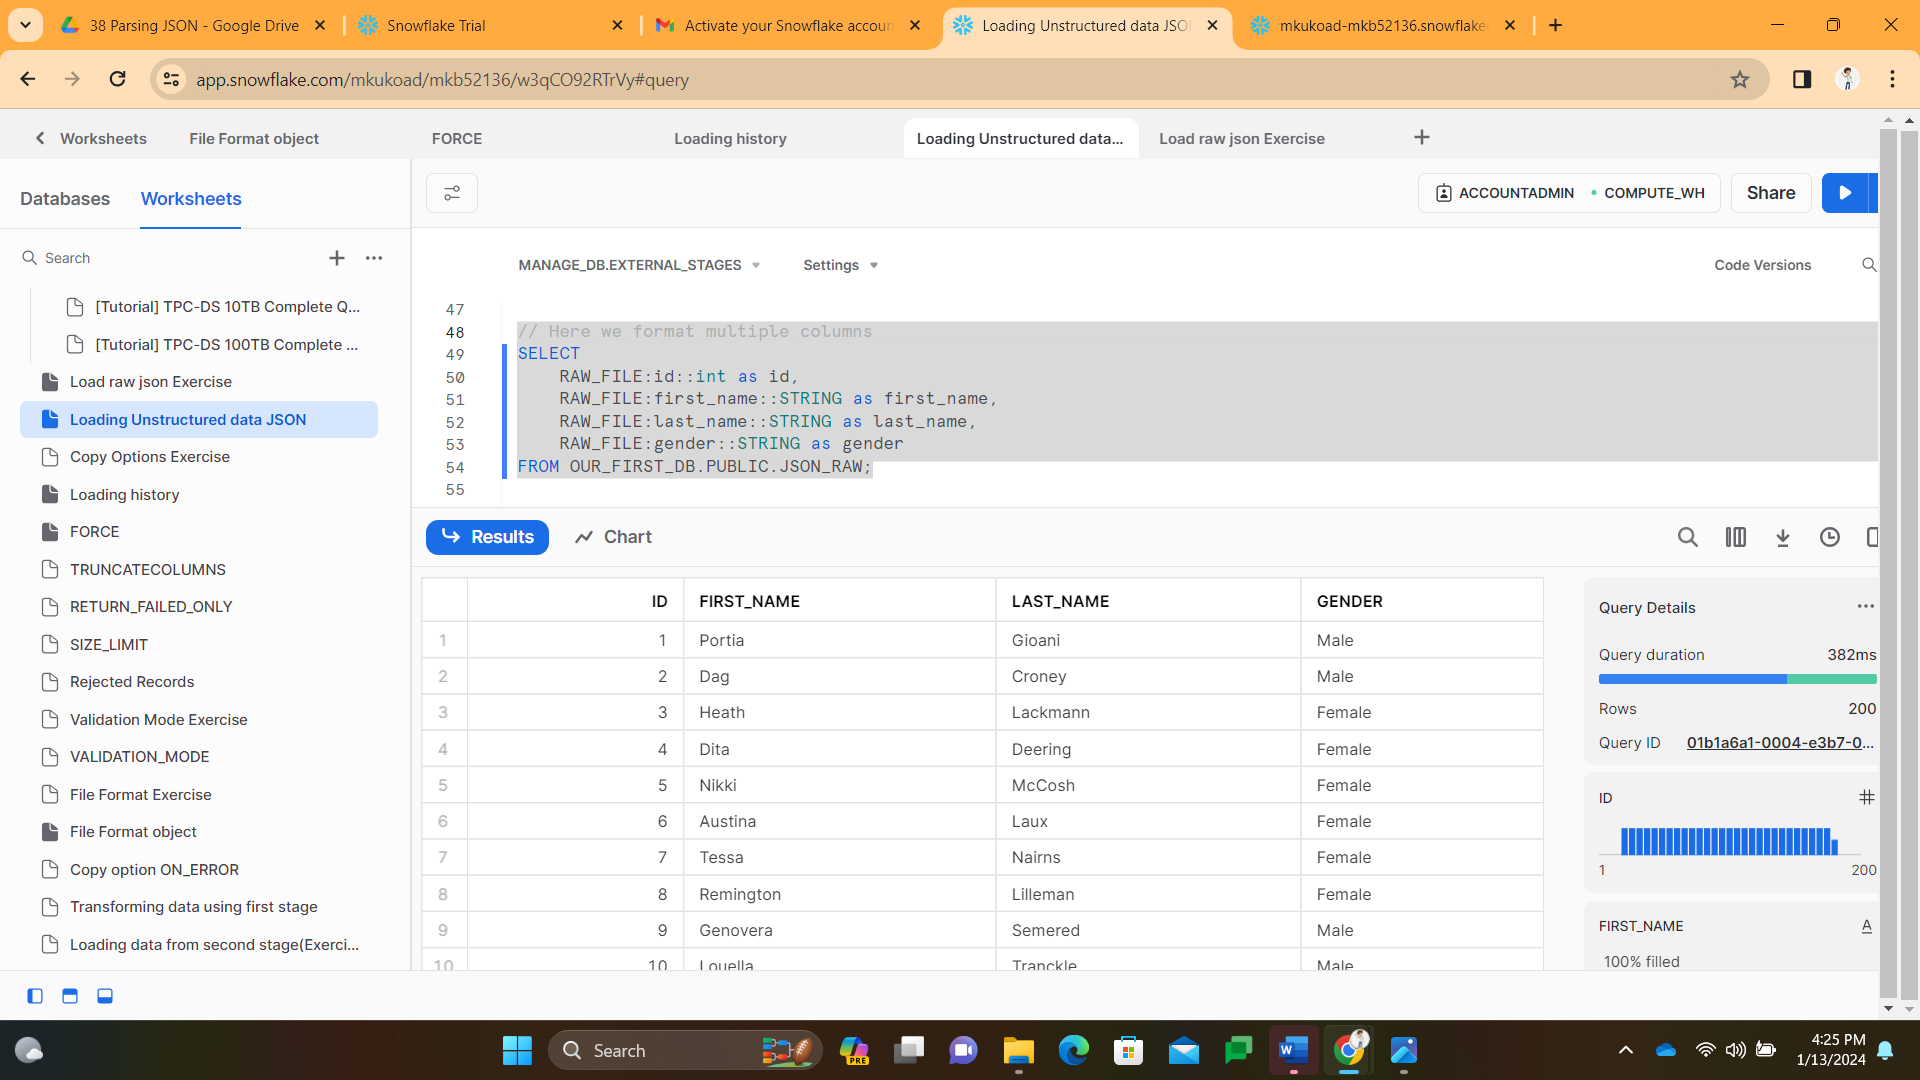 38 Parsing JSON - Google Drive
Snowflake Trial
Activate your Snowflake accoun
Loading Unstructured data JSO
mkukoad-mkb52136.snowflake
app.snowflake.com/mkukoad/mkb52136/w3qCO92RTrVy#query
Worksheets
File Format object
FORCE
Loading history
Loading Unstructured data...
Load raw json Exercise
Databases
Worksheets
ACCOUNTADMIN
COMPUTE_WH
Share
Search
MANAGE_DB.EXTERNAL_STAGES
Settings
Code Versions
[Tutorial] TPC-DS 10TB Complete Q...
[Tutorial] TPC-DS 100TB Complete ...
Load raw json Exercise
Loading Unstructured data JSON
Copy Options Exercise
Loading history
FORCE
TRUNCATECOLUMNS
RETURN_FAILED_ONLY
SIZE_LIMIT
Rejected Records
Validation Mode Exercise
VALIDATION_MODE
File Format Exercise
File Format object
Copy option ON_ERROR
Transforming data using first stage
Loading data from second stage(Exerci...
47
48 // Here we format multiple columns
49 SELECT
50 RAW_FILE:id::int as id,
51 RAW_FILE:first_name::STRING as first_name,
52 RAW_FILE:last_name::STRING as last_name,
53 RAW_FILE:gender::STRING as gender
54 FROM OUR_FIRST_DB.PUBLIC.JSON_RAW;
55
Results
Chart
ID FIRST_NAME LAST_NAME GENDER
1 1 Portia Gioani Male
2 2 Dag Croney Male
3 3 Heath Lackmann Female
4 4 Dita Deering Female
5 5 Nikki McCosh Female
6 6 Austina Laux Female
7 7 Tessa Nairns Female
8 8 Remington Lilleman Female
9 9 Genovera Semered Male
10 10 Louella Tranckle Male
Query Details
Query duration 382ms
Rows 200
Query ID 01b1a6a1-0004-e3b7-0...
ID
1 200
FIRST_NAME A
100% filled
Search
PRE
4:25 PM
1/13/2024